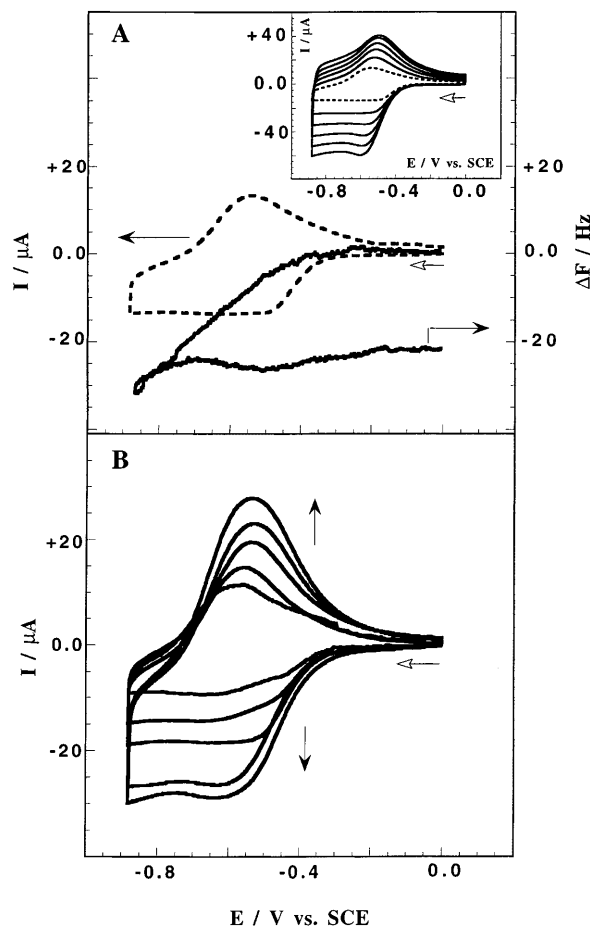 A
I / μA
+40
0.0
-40
E / V vs. SCE
-0.8
-0.4
0.0
+20
0.0
-20
I / μA
+20
0.0
-20
ΔF / Hz
B
+20
0.0
-20
I / μA
-0.8
-0.4
0.0
E / V vs. SCE